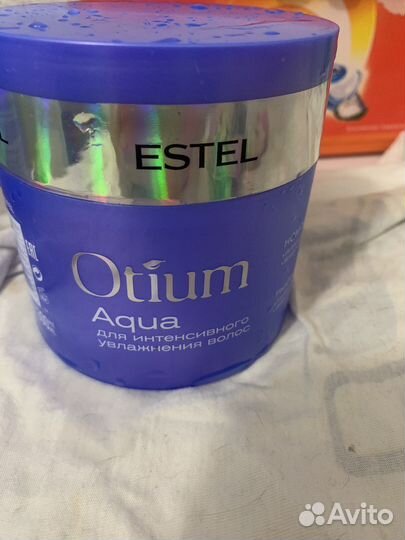 ESTEL
Otium
Aqua
для интенсивного
увлажнения волос
Avito